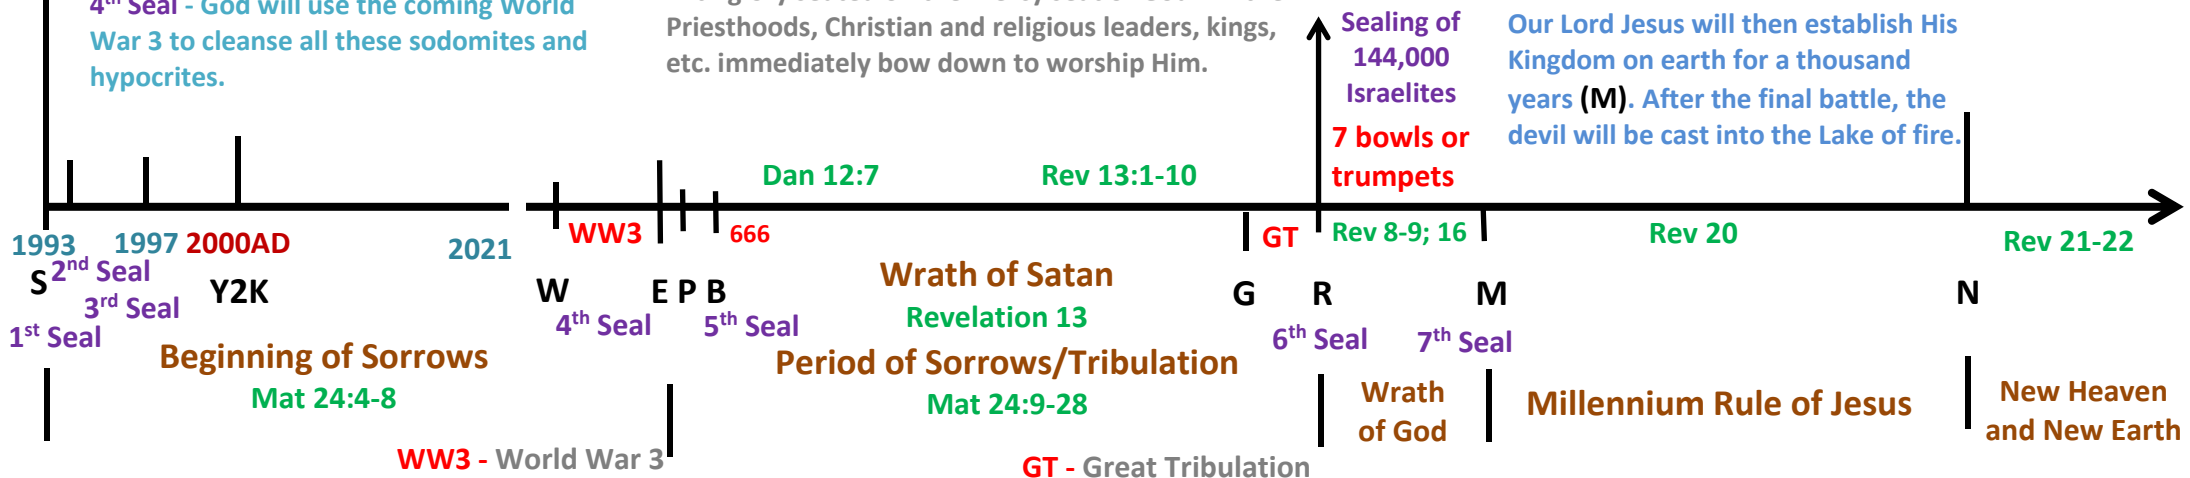 4th Seal - God will use the coming World
War 3 to cleanse all these sodomites and
hypocrites.
Priesthoods, Christian and religious leaders, kings,
etc. immediately bow down to worship Him.
Sealing of
144,000
Israelites
7 bowls or
trumpets
Our Lord Jesus will then establish His
Kingdom on earth for a thousand
years (M). After the final battle, the
devil will be cast into the Lake of fire.
Dan 12:7
Rev 13:1-10
1993
1997
2000AD
2021
WW3
666
GT
Rev 8-9; 16
Rev 20
Rev 21-22
S
2nd Seal
3rd Seal
1st Seal
Y2K
W
E P B
4th Seal
5th Seal
Wrath of Satan
Revelation 13
G
R
M
N
6th Seal
7th Seal
Beginning of Sorrows
Mat 24:4-8
Period of Sorrows/Tribulation
Mat 24:9-28
Wrath
of God
Millennium Rule of Jesus
New Heaven
and New Earth
WW3 - World War 3
GT - Great Tribulation